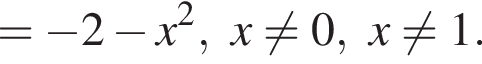 = −2 − x², x ≠ 0, x ≠ 1.